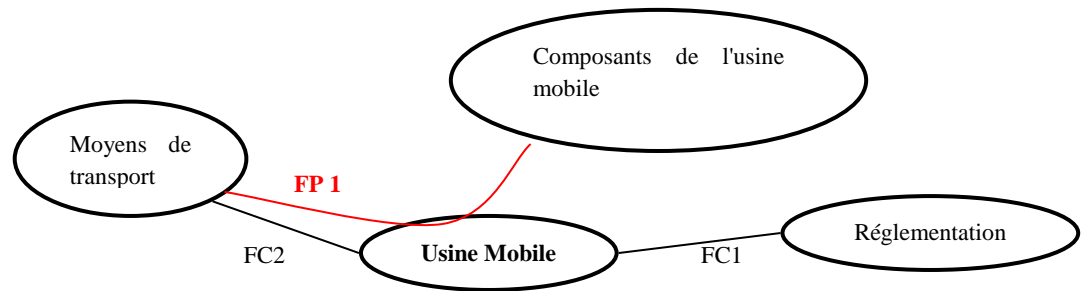 Composants de l'usine
mobile
Moyens de
transport
FP 1
Réglementation
Usine Mobile
FC2
FC1